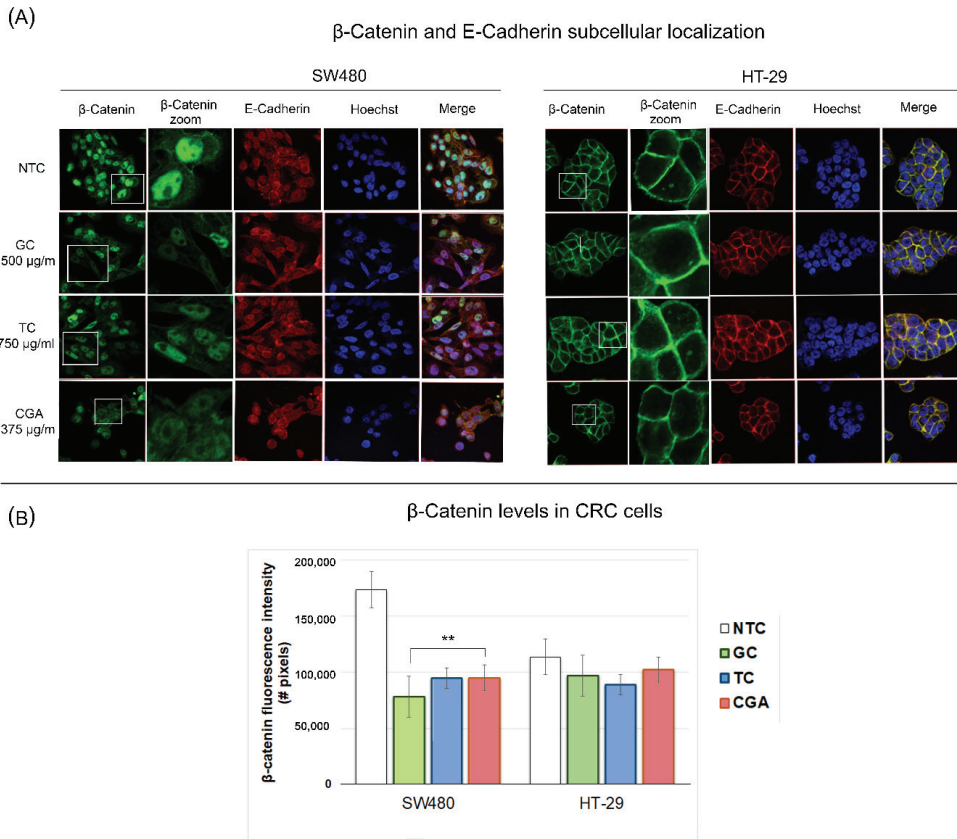 (A)
β-Catenin and E-Cadherin subcellular localization
SW480
HT-29
β-Catenin
β-Catenin zoom
E-Cadherin
Hoechst
Merge
β-Catenin
β-Catenin zoom
E-Cadherin
Hoechst
Merge
NTC
GC
500 µg/m
TC
750 µg/ml
CGA
375 µg/m
(B)
β-Catenin levels in CRC cells
β-catenin fluorescence intensity
(# pixels)
200,000
150,000
100,000
50,000
0
**
SW480
HT-29
NTC
GC
TC
CGA